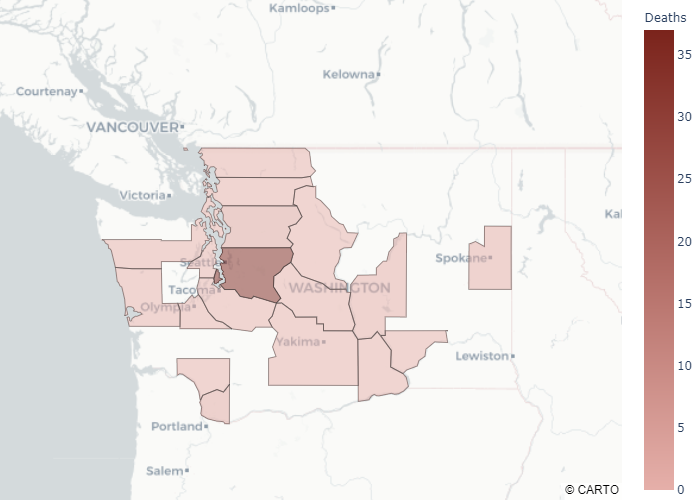 Kamloops
Deaths
35
Kelowna
Courtenay
30
VANCOUVER
25
Victoria
Kal
20
Spokane
Seattle
Tacoma
WASHINGTON
15
Olympia
Yakima
Lewiston
10
Portland
5
Salem
© CARTO
0